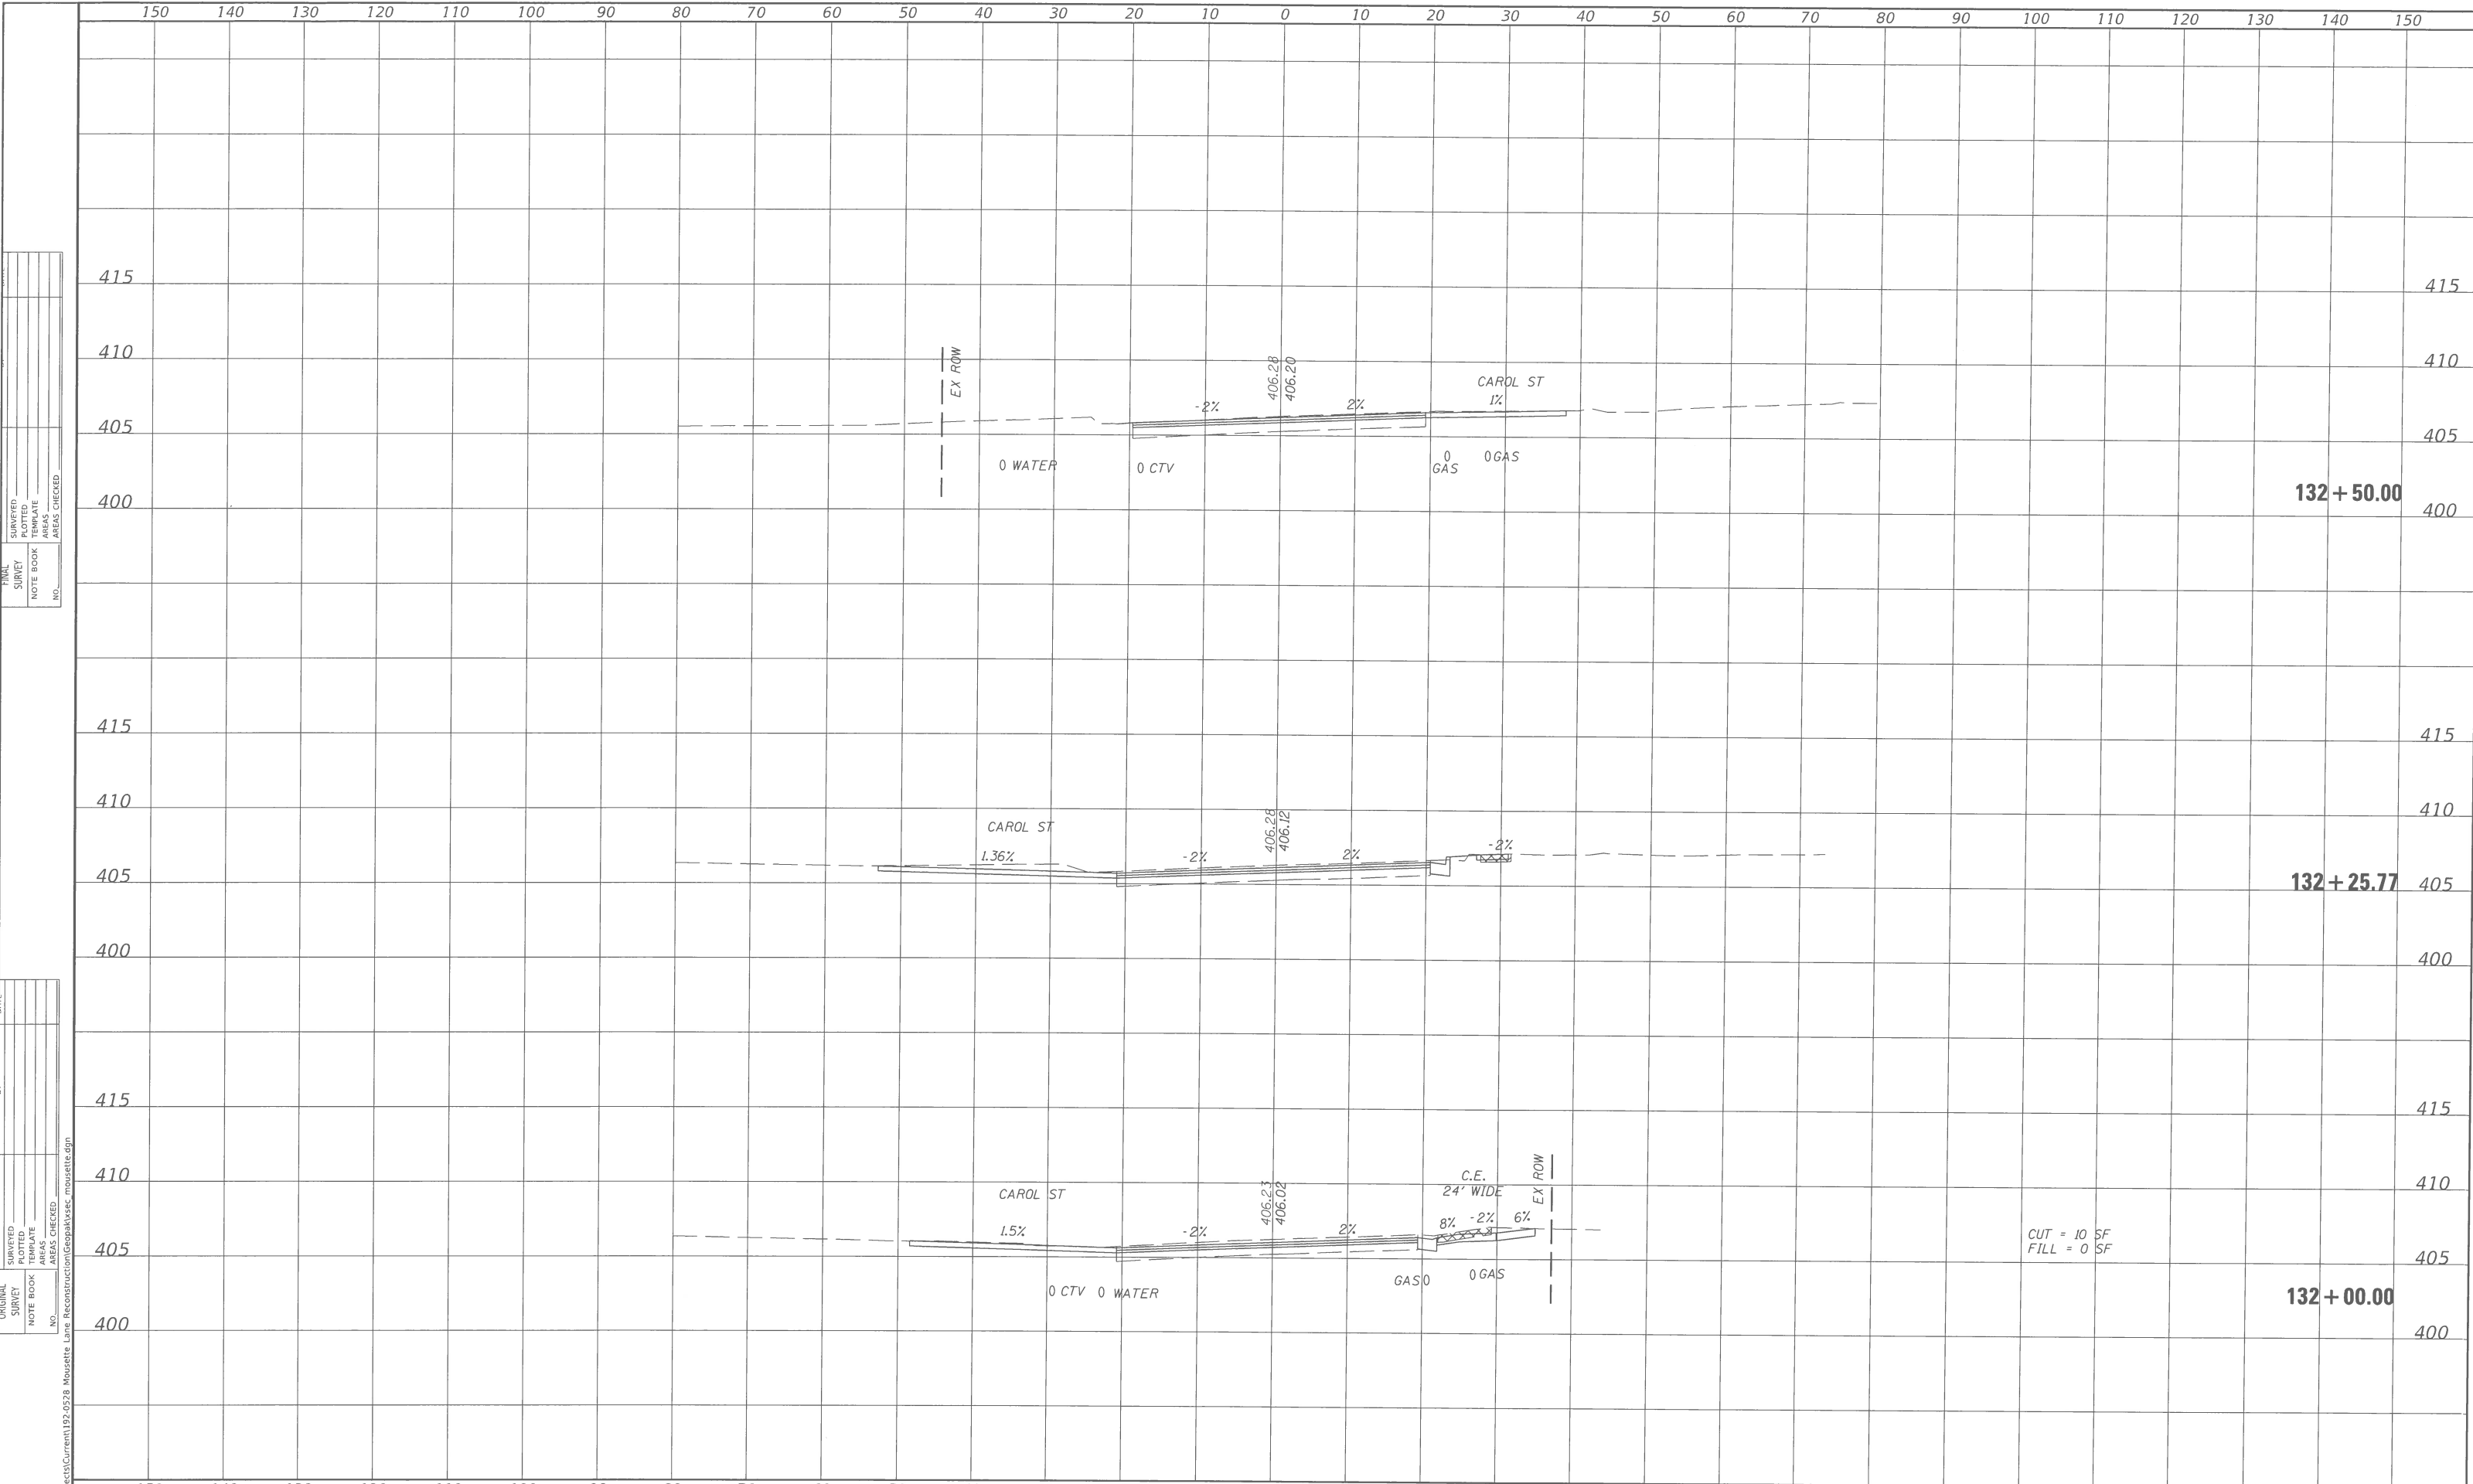 150 140 130 120 110 100 90 80 70 60 50 40 30 20 10 0 10 20 30 40 50 60 70 80 90 100 110 120 130 140 150
415 415
410 EX ROW 406.28 406.20 410
CAROL ST
-2% 2% 1%
405 405
0 WATER 0 CTV 0 GAS 0 GAS
132+50.00
400 400
415 415
410 406.28 406.12 410
CAROL ST
1.36% -2% 2% -2%
405 132+25.77 405
400 400
415 415
410 406.23 406.02 C.E. EX ROW 410
CAROL ST 24' WIDE
1.5% -2% 2% 8% -2% 6%
CUT = 10 SF
FILL = 0 SF
405 405
0 CTV 0 WATER GAS 0 0 GAS
132+00.00
400 400
FINAL
SURVEY
NOTE BOOK
NO.
SURVEYED
PLOTTED
TEMPLATE
AREAS
AREAS CHECKED
ORIGINAL
SURVEY
NOTE BOOK
NO.
SURVEYED
PLOTTED
TEMPLATE
AREAS
AREAS CHECKED
ects\Current\192-0528 Mousette Lane Reconstruction\Geopak\xsec_mousette.dgn